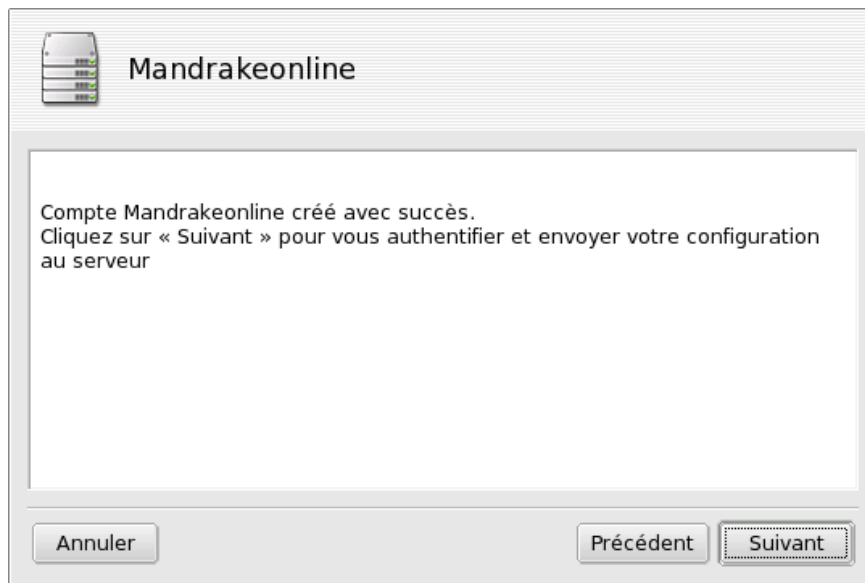 Mandrakeonline
Compte Mandrakeonline créé avec succès.
Cliquez sur « Suivant » pour vous authentifier et envoyer votre configuration
au serveur
Annuler
Précédent
Suivant